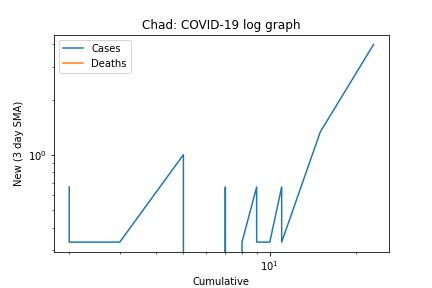 Chad: COVID-19 log graph
Cases
Deaths
New (3 day SMA)
10⁰
10¹
Cumulative